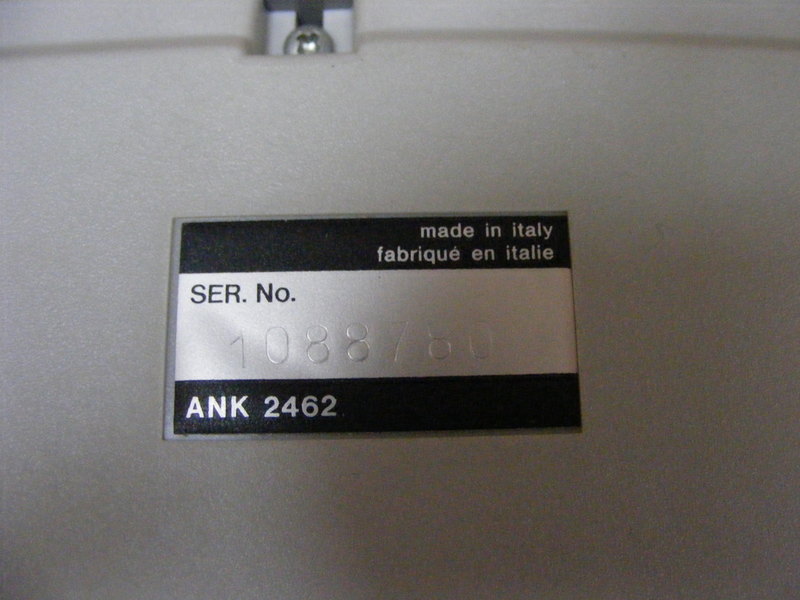 made in italy
fabriqué en italie
SER. No.
1088780
ANK 2462